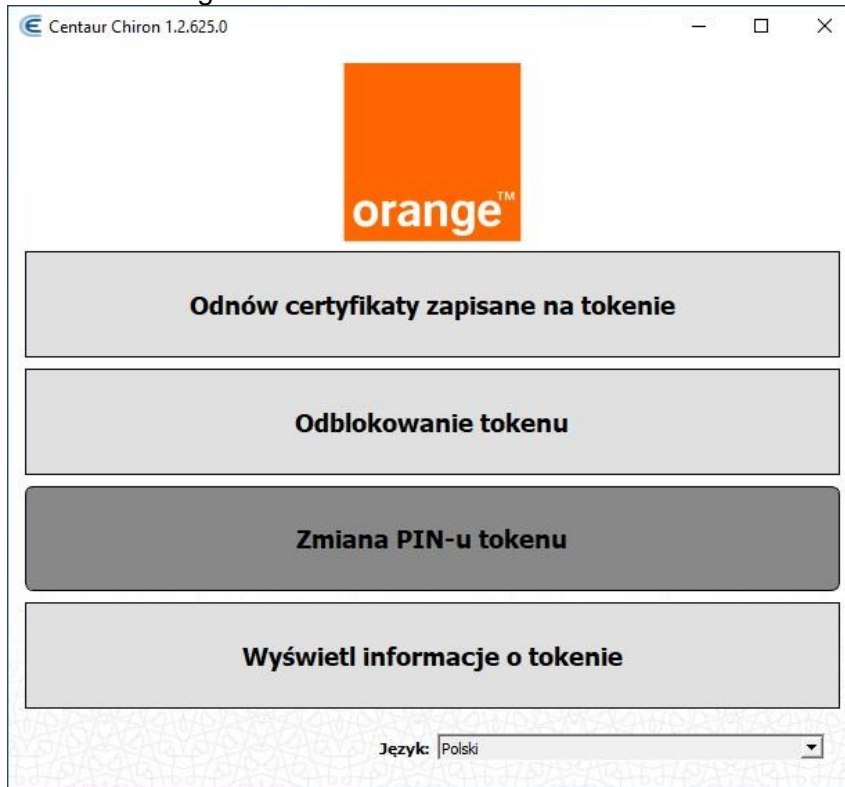 Centaur Chiron 1.2.625.0
orange™
Odnów certyfikaty zapisane na tokenie
Odblokowanie tokenu
Zmiana PIN-u tokenu
Wyświetl informacje o tokenie
Język: Polski